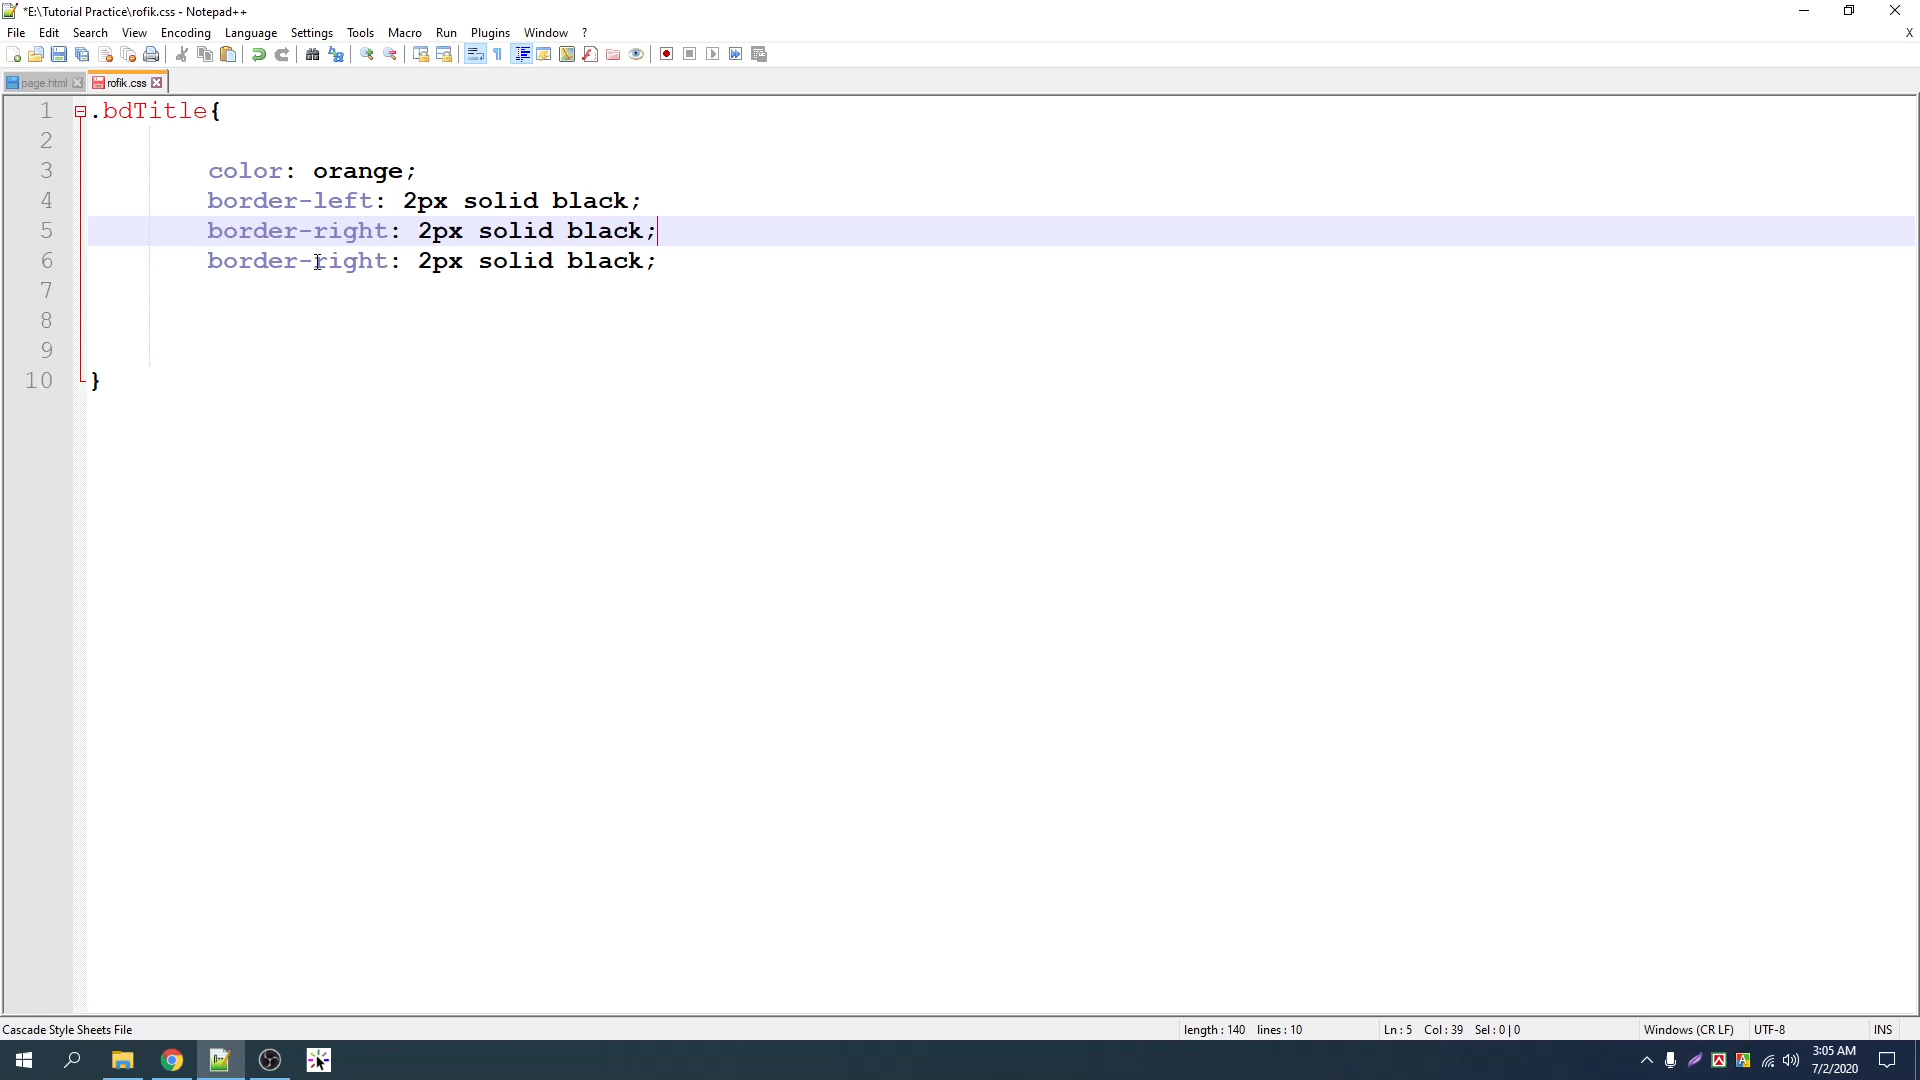 *E:\Tutorial Practice\rofik.css - Notepad++
File Edit Search View Encoding Language Settings Tools Macro Run Plugins Window ? X
page.html rofik.css
1 .bdTitle{
2
3 color: orange;
4 border-left: 2px solid black;
5 border-right: 2px solid black;
6 border-right: 2px solid black;
7
8
9
10 }
Cascade Style Sheets File length : 140 lines : 10 Ln : 5 Col : 39 Sel : 0 | 0 Windows (CR LF) UTF-8 INS
3:05 AM
7/2/2020